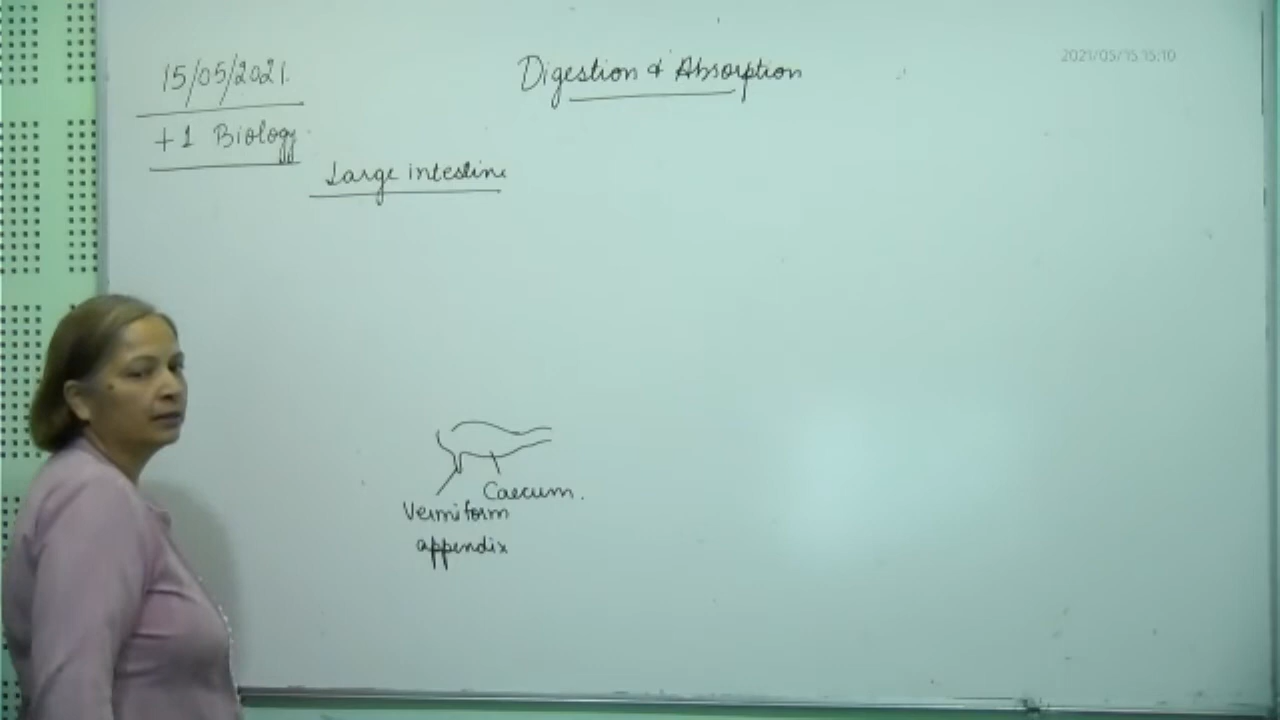 15/05/2021.
+1 Biology
Digestion & Absorption
2021/05/15 15:10
Large intestine
Caecum.
Vermiform
appendix